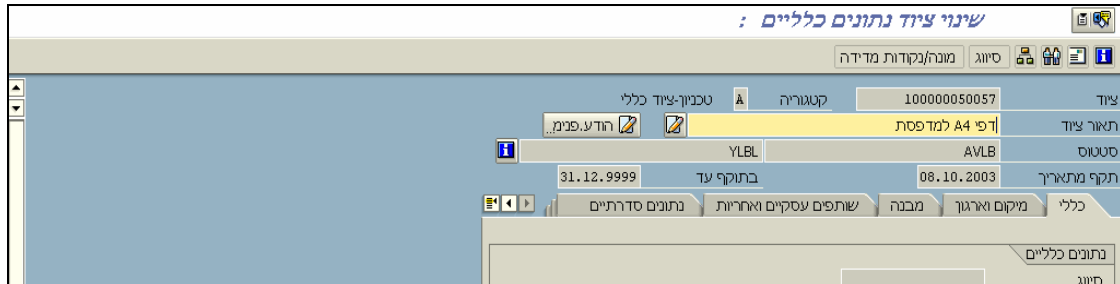 שינוי ציוד נתונים כלליים :
סיווג מונה/נקודות מדידה
ציוד 100000050057 קטגוריה A טכניון-ציוד כללי
תאור ציוד דפי A4 למדפסת הודע.פנימ..
סטטוס AVLB YLBL
תקף מתאריך 08.10.2003 בתוקף עד 31.12.9999
כללי מיקום וארגון מבנה שותפים עסקיים ואחריות נתונים סדרתיים
נתונים כלליים
סיווג